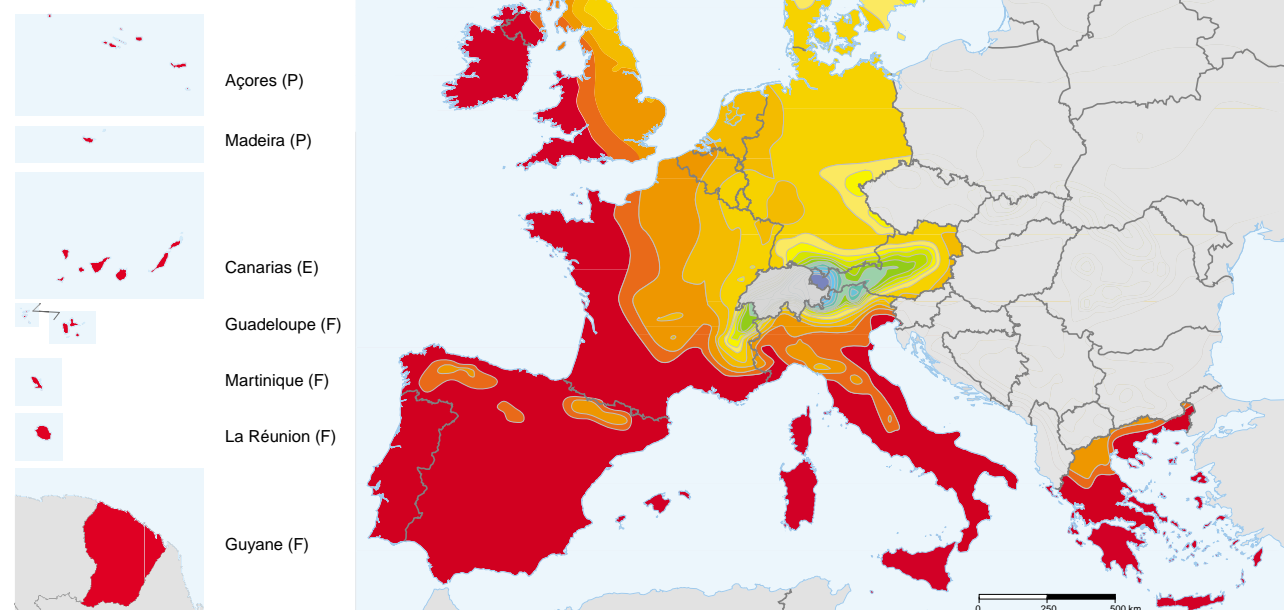 Açores (P)
Madeira (P)
Canarias (E)
Guadeloupe (F)
Martinique (F)
La Réunion (F)
Guyane (F)
0 250 500 km